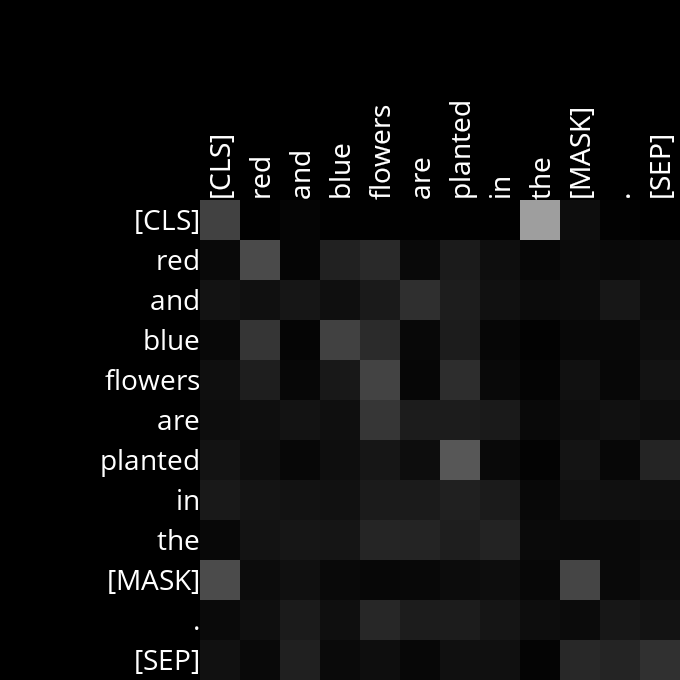 [CLS] red and blue flowers are planted in the [MASK] . [SEP]
[CLS]
red
and
blue
flowers
are
planted
in
the
[MASK]
.
[SEP]